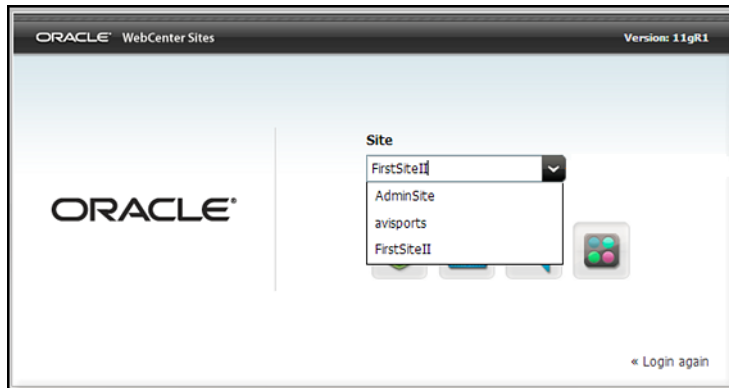 ORACLE® WebCenter Sites
Version: 11gR1
ORACLE®
Site
FirstSiteII
AdminSite
avisports
FirstSiteII
« Login again